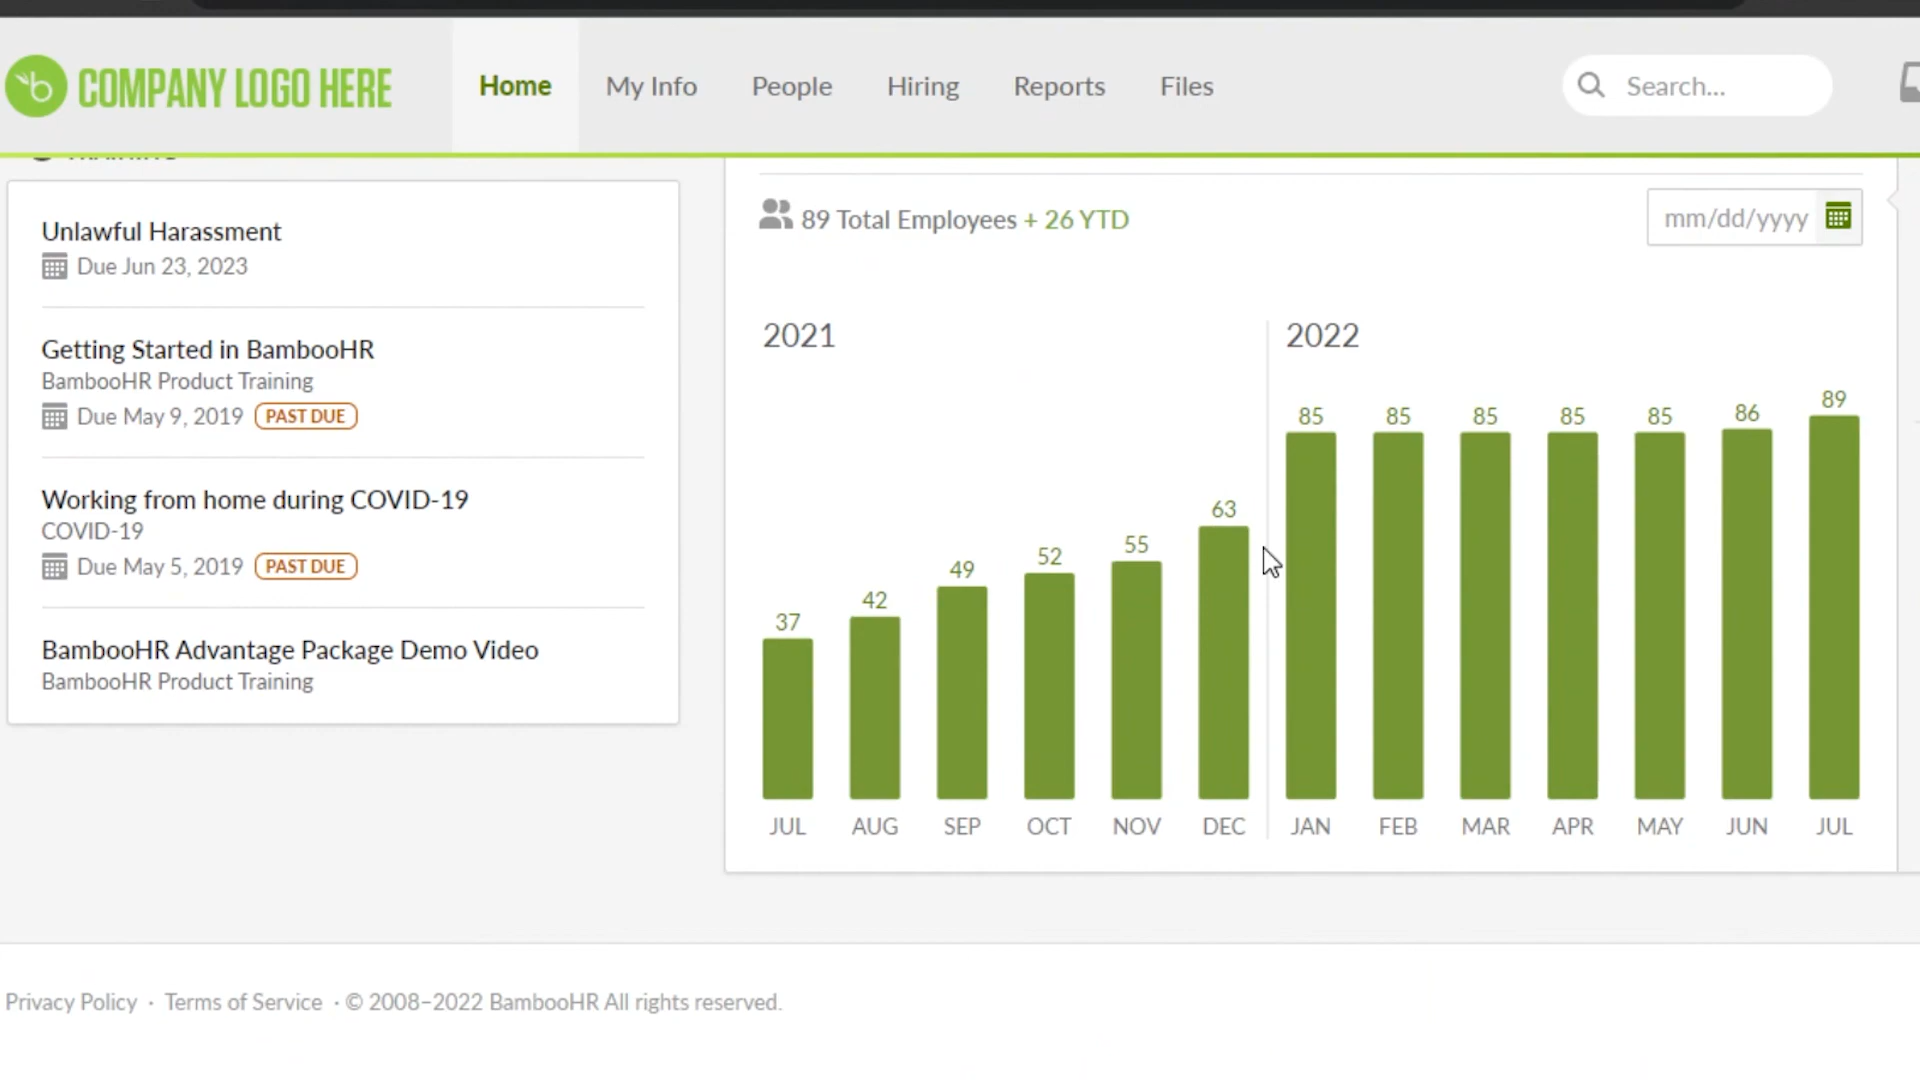 COMPANY LOGO HERE
Home
My Info
People
Hiring
Reports
Files
Search...
Unlawful Harassment
Due Jun 23, 2023
Getting Started in BambooHR
BambooHR Product Training
Due May 9, 2019 PAST DUE
Working from home during COVID-19
COVID-19
Due May 5, 2019 PAST DUE
BambooHR Advantage Package Demo Video
BambooHR Product Training
89 Total Employees + 26 YTD
mm/dd/yyyy
2021
2022
37 42 49 52 55 63 85 85 85 85 85 86 89
JUL AUG SEP OCT NOV DEC JAN FEB MAR APR MAY JUN JUL
Privacy Policy · Terms of Service · © 2008–2022 BambooHR All rights reserved.